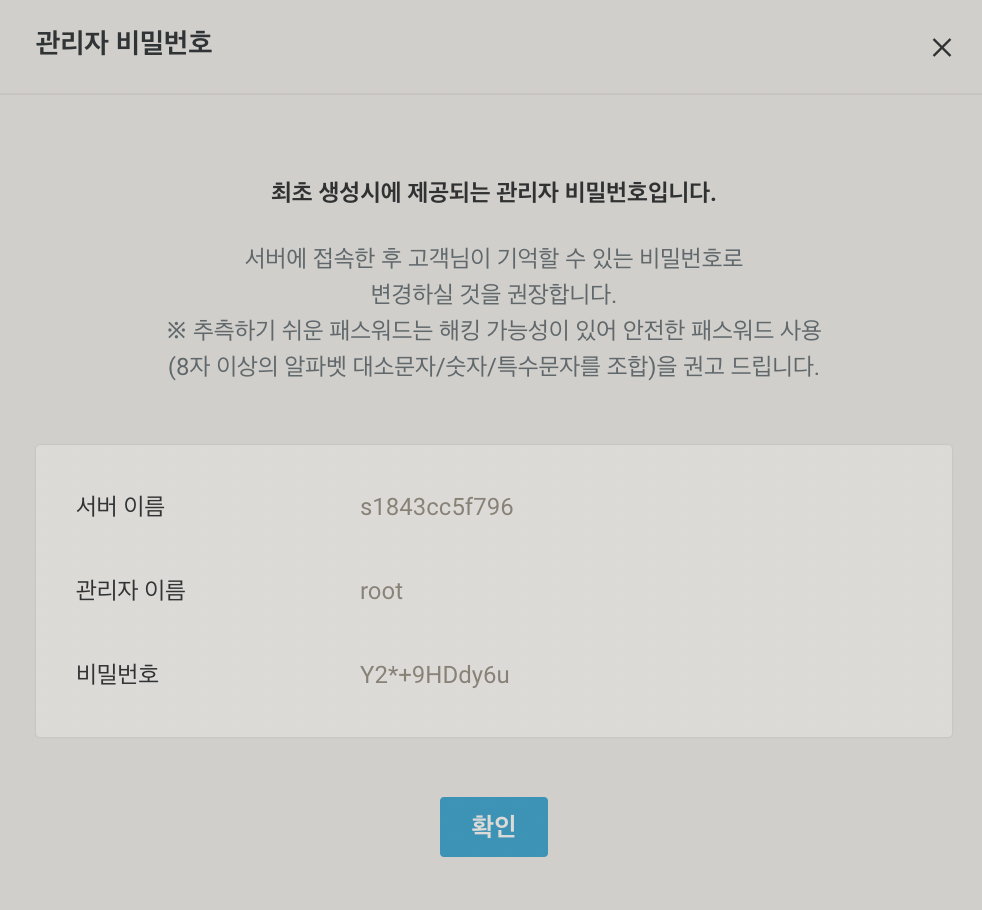 관리자 비밀번호
최초 생성시에 제공되는 관리자 비밀번호입니다.
서버에 접속한 후 고객님이 기억할 수 있는 비밀번호로
변경하실 것을 권장합니다.
※ 추측하기 쉬운 패스워드는 해킹 가능성이 있어 안전한 패스워드 사용
(8자 이상의 알파벳 대소문자/숫자/특수문자를 조합)을 권고 드립니다.
서버 이름 s1843cc5f796
관리자 이름 root
비밀번호 Y2*+9HDdy6u
확인